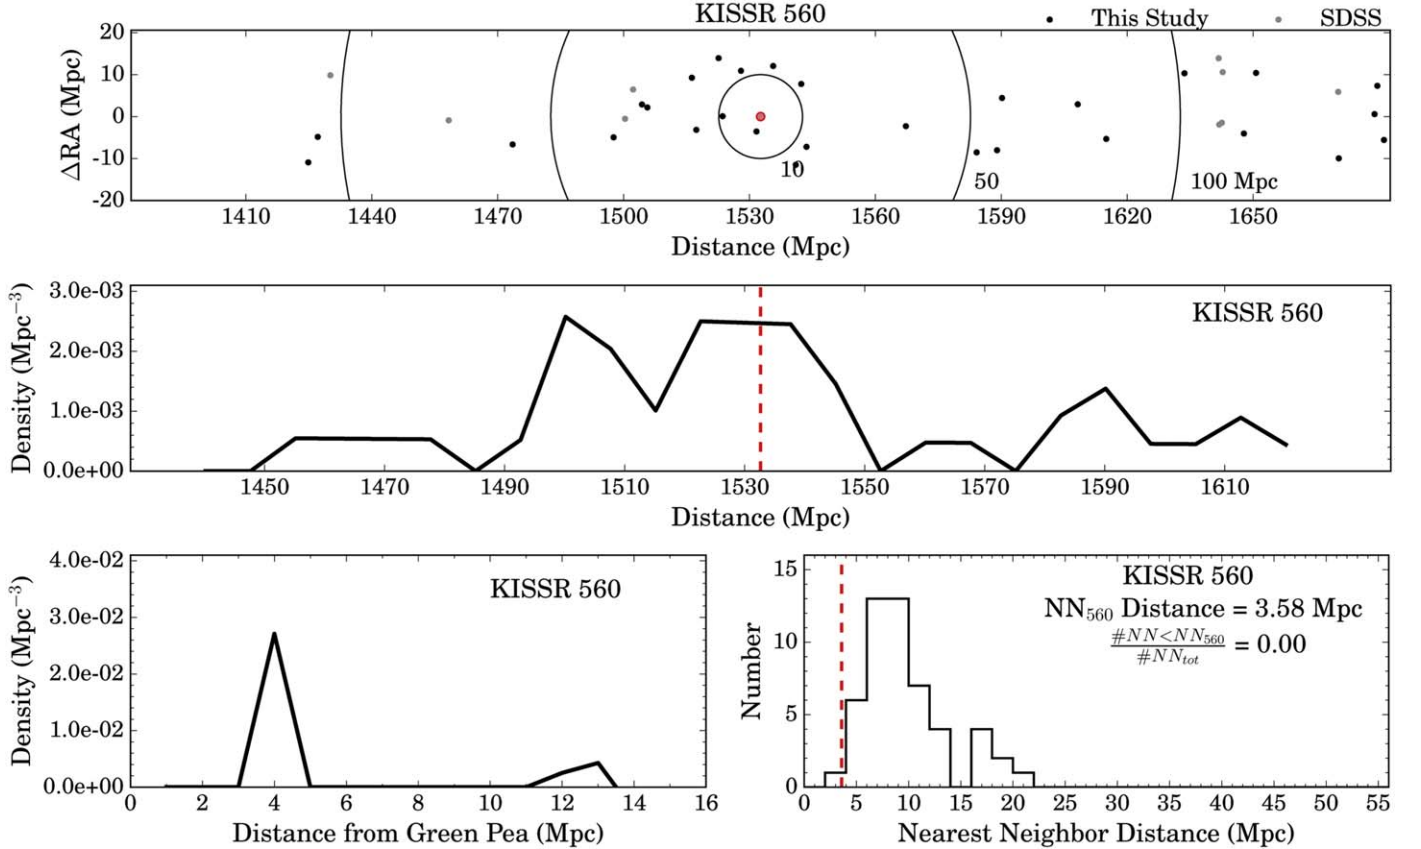 KISSR 560
This Study
SDSS
20
10
0
-10
-20
ΔRA (Mpc)
10
50
100 Mpc
1410 1440 1470 1500 1530 1560 1590 1620 1650
Distance (Mpc)
3.0e-03
2.0e-03
1.0e-03
0.0e+00
Density (Mpc⁻³)
KISSR 560
1450 1470 1490 1510 1530 1550 1570 1590 1610
Distance (Mpc)
4.0e-02
3.0e-02
2.0e-02
1.0e-02
0.0e+00
Density (Mpc⁻³)
KISSR 560
0 2 4 6 8 10 12 14 16
Distance from Green Pea (Mpc)
15
10
5
0
Number
KISSR 560
NN₅₆₀ Distance = 3.58 Mpc
#NN<NN₅₆₀
#NN_tot = 0.00
0 5 10 15 20 25 30 35 40 45 50 55
Nearest Neighbor Distance (Mpc)